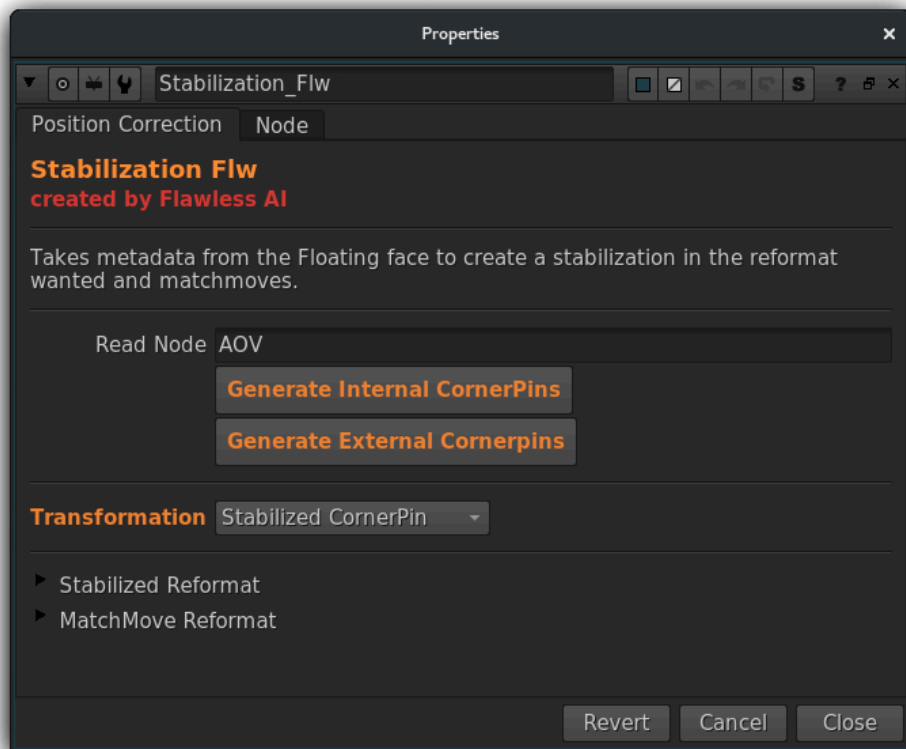 Properties
Stabilization_Flw
S ?
Position Correction Node
Stabilization Flw
created by Flawless AI
Takes metadata from the Floating face to create a stabilization in the reformat
wanted and matchmoves.
Read Node AOV
Generate Internal CornerPins
Generate External Cornerpins
Transformation Stabilized CornerPin
Stabilized Reformat
MatchMove Reformat
Revert Cancel Close